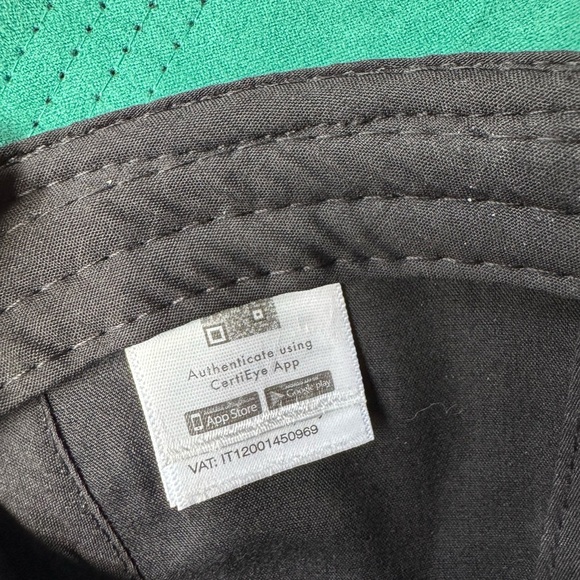 Authenticate using
CertiEye App
App Store
Google play
VAT: IT12001450969